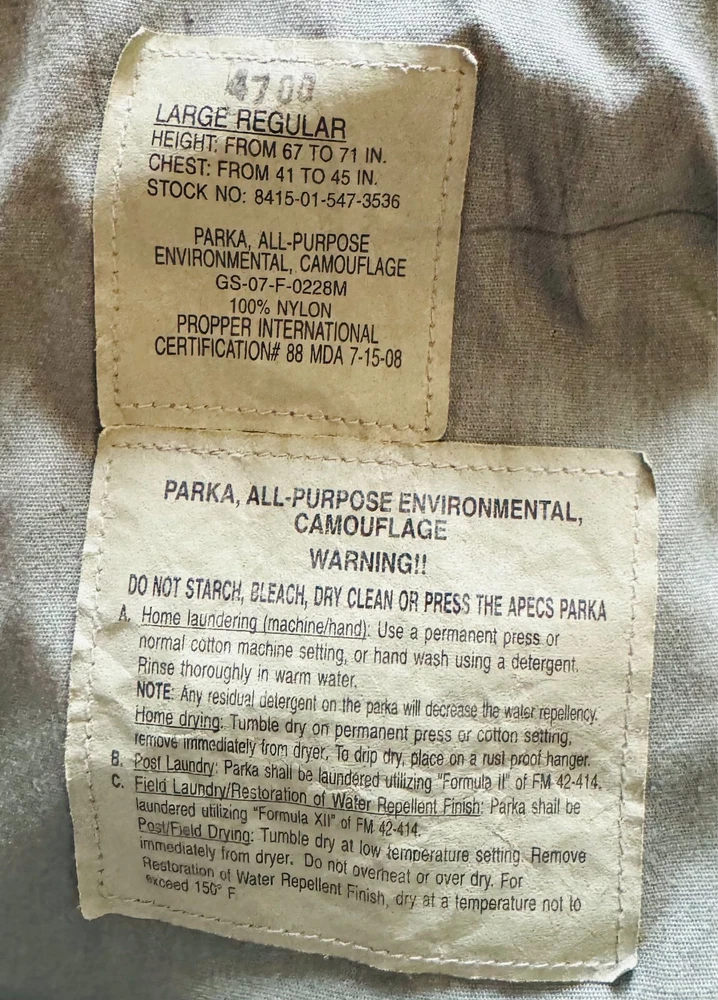 4700
LARGE REGULAR
HEIGHT: FROM 67 TO 71 IN.
CHEST: FROM 41 TO 45 IN.
STOCK NO: 8415-01-547-3536
PARKA, ALL-PURPOSE
ENVIRONMENTAL, CAMOUFLAGE
GS-07-F-0228M
100% NYLON
PROPPER INTERNATIONAL
CERTIFICATION# 88 MDA 7-15-08
PARKA, ALL-PURPOSE ENVIRONMENTAL,
CAMOUFLAGE
WARNING!!
DO NOT STARCH, BLEACH, DRY CLEAN OR PRESS THE APECS PARKA
A. Home laundering (machine/hand): Use a permanent press or
normal cotton machine setting, or hand wash using a detergent.
Rinse thoroughly in warm water.
NOTE: Any residual detergent on the parka will decrease the water repellency.
Home drying: Tumble dry on permanent press or cotton setting,
remove immediately from dryer. To drip dry, place on a rust proof hanger.
B. Post Laundry: Parka shall be laundered utilizing "Formula II" of FM 42-414.
C. Field Laundry/Restoration of Water Repellent Finish: Parka shall be
laundered utilizing "Formula XII" of FM 42-414.
Post/Field Drying: Tumble dry at low temperature setting. Remove
immediately from dryer. Do not overheat or over dry. For
Restoration of Water Repellent Finish, dry at a temperature not to
exceed 150° F